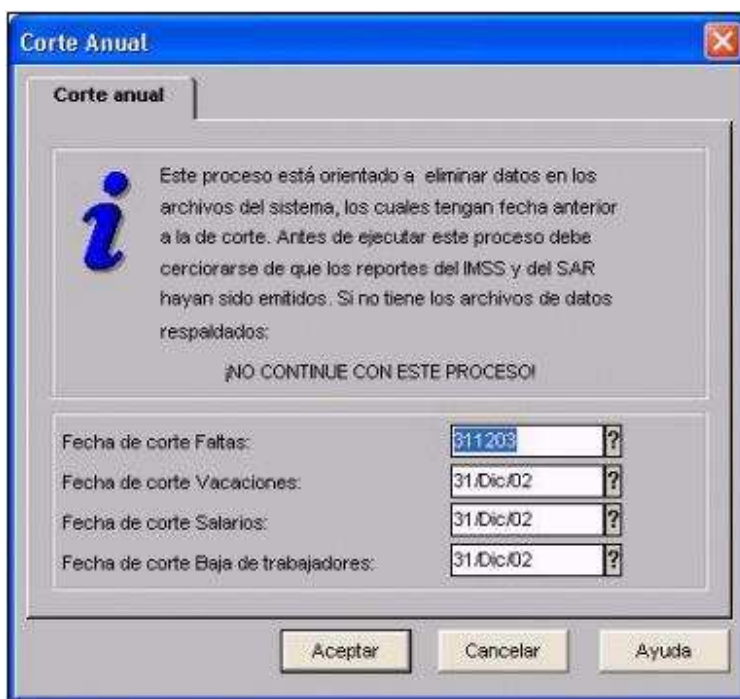 Corte Anual
Corte anual
Este proceso está orientado a eliminar datos en los
archivos del sistema, los cuales tengan fecha anterior
a la de corte. Antes de ejecutar este proceso debe
cerciorarse de que los reportes del IMSS y del SAR
hayan sido emitidos. Si no tiene los archivos de datos
respaldados:
¡NO CONTINUE CON ESTE PROCESO!
Fecha de corte Faltas: 311203 ?
Fecha de corte Vacaciones: 31/Dic/02 ?
Fecha de corte Salarios: 31/Dic/02 ?
Fecha de corte Baja de trabajadores: 31/Dic/02 ?
Aceptar Cancelar Ayuda